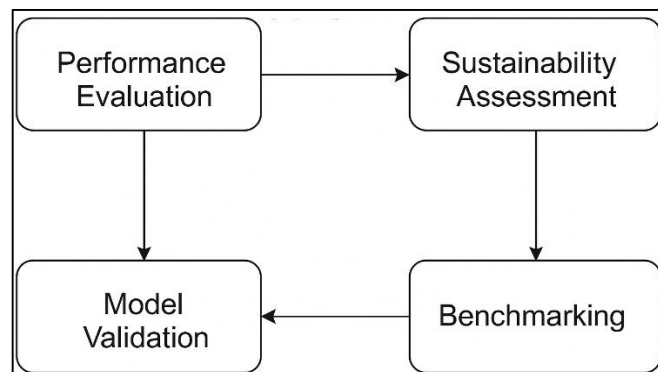 Performance
Evaluation
Sustainability
Assessment
Model
Validation
Benchmarking